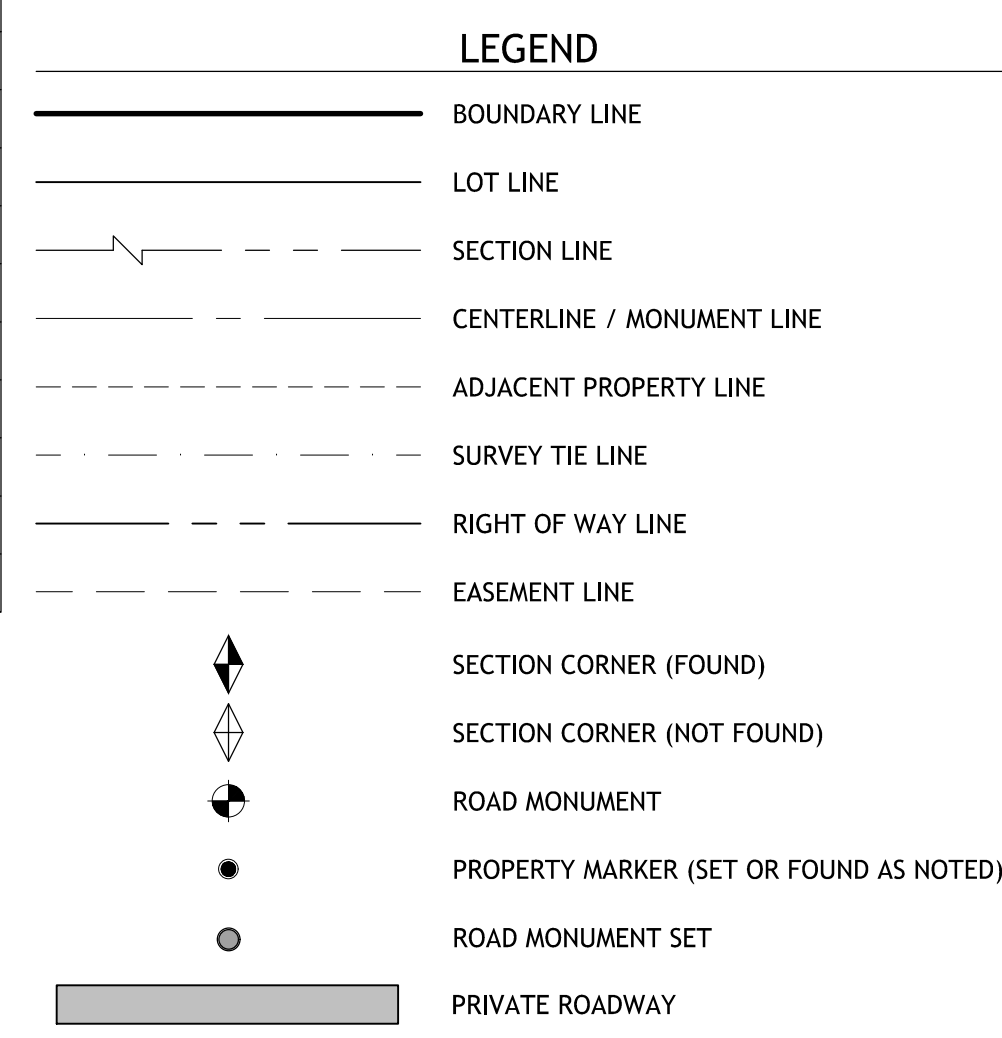 LEGEND
BOUNDARY LINE
LOT LINE
SECTION LINE
CENTERLINE / MONUMENT LINE
ADJACENT PROPERTY LINE
SURVEY TIE LINE
RIGHT OF WAY LINE
EASEMENT LINE
SECTION CORNER (FOUND)
SECTION CORNER (NOT FOUND)
ROAD MONUMENT
PROPERTY MARKER (SET OR FOUND AS NOTED)
ROAD MONUMENT SET
PRIVATE ROADWAY